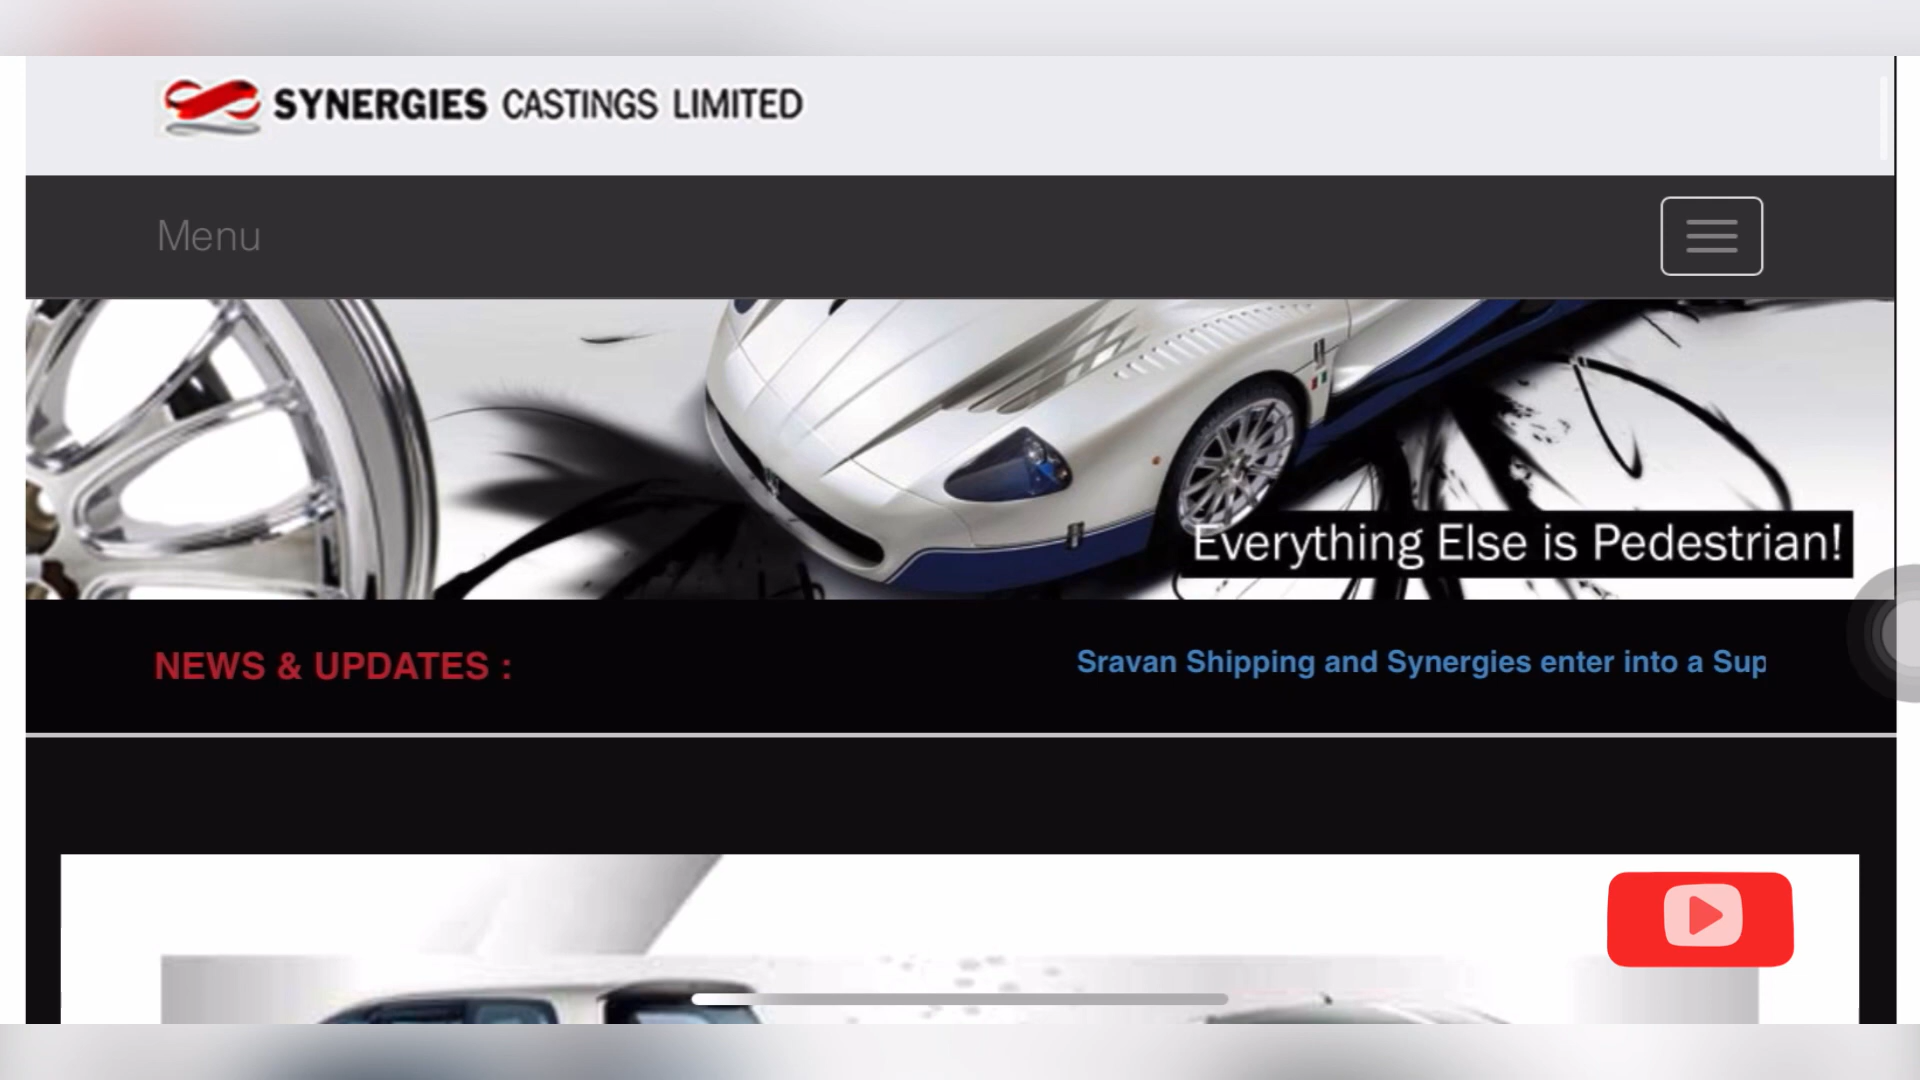 SYNERGIES CASTINGS LIMITED
Menu
Everything Else is Pedestrian!
NEWS & UPDATES :
Sravan Shipping and Synergies enter into a Sup